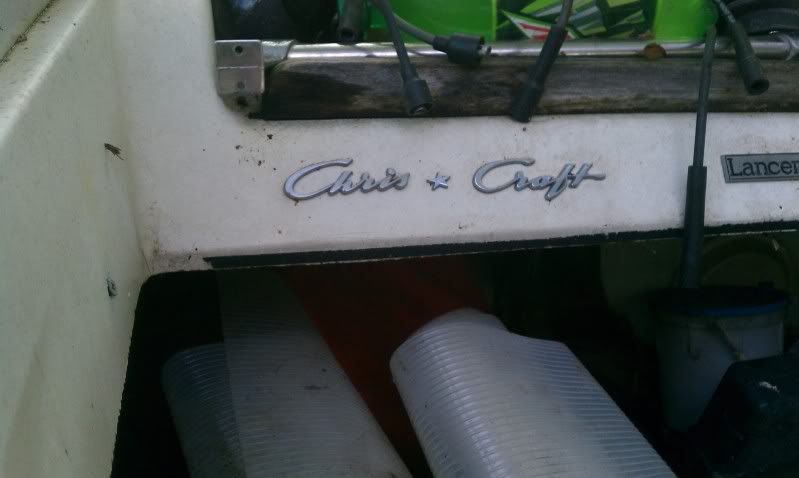 Chris ★ Craft
Lancer